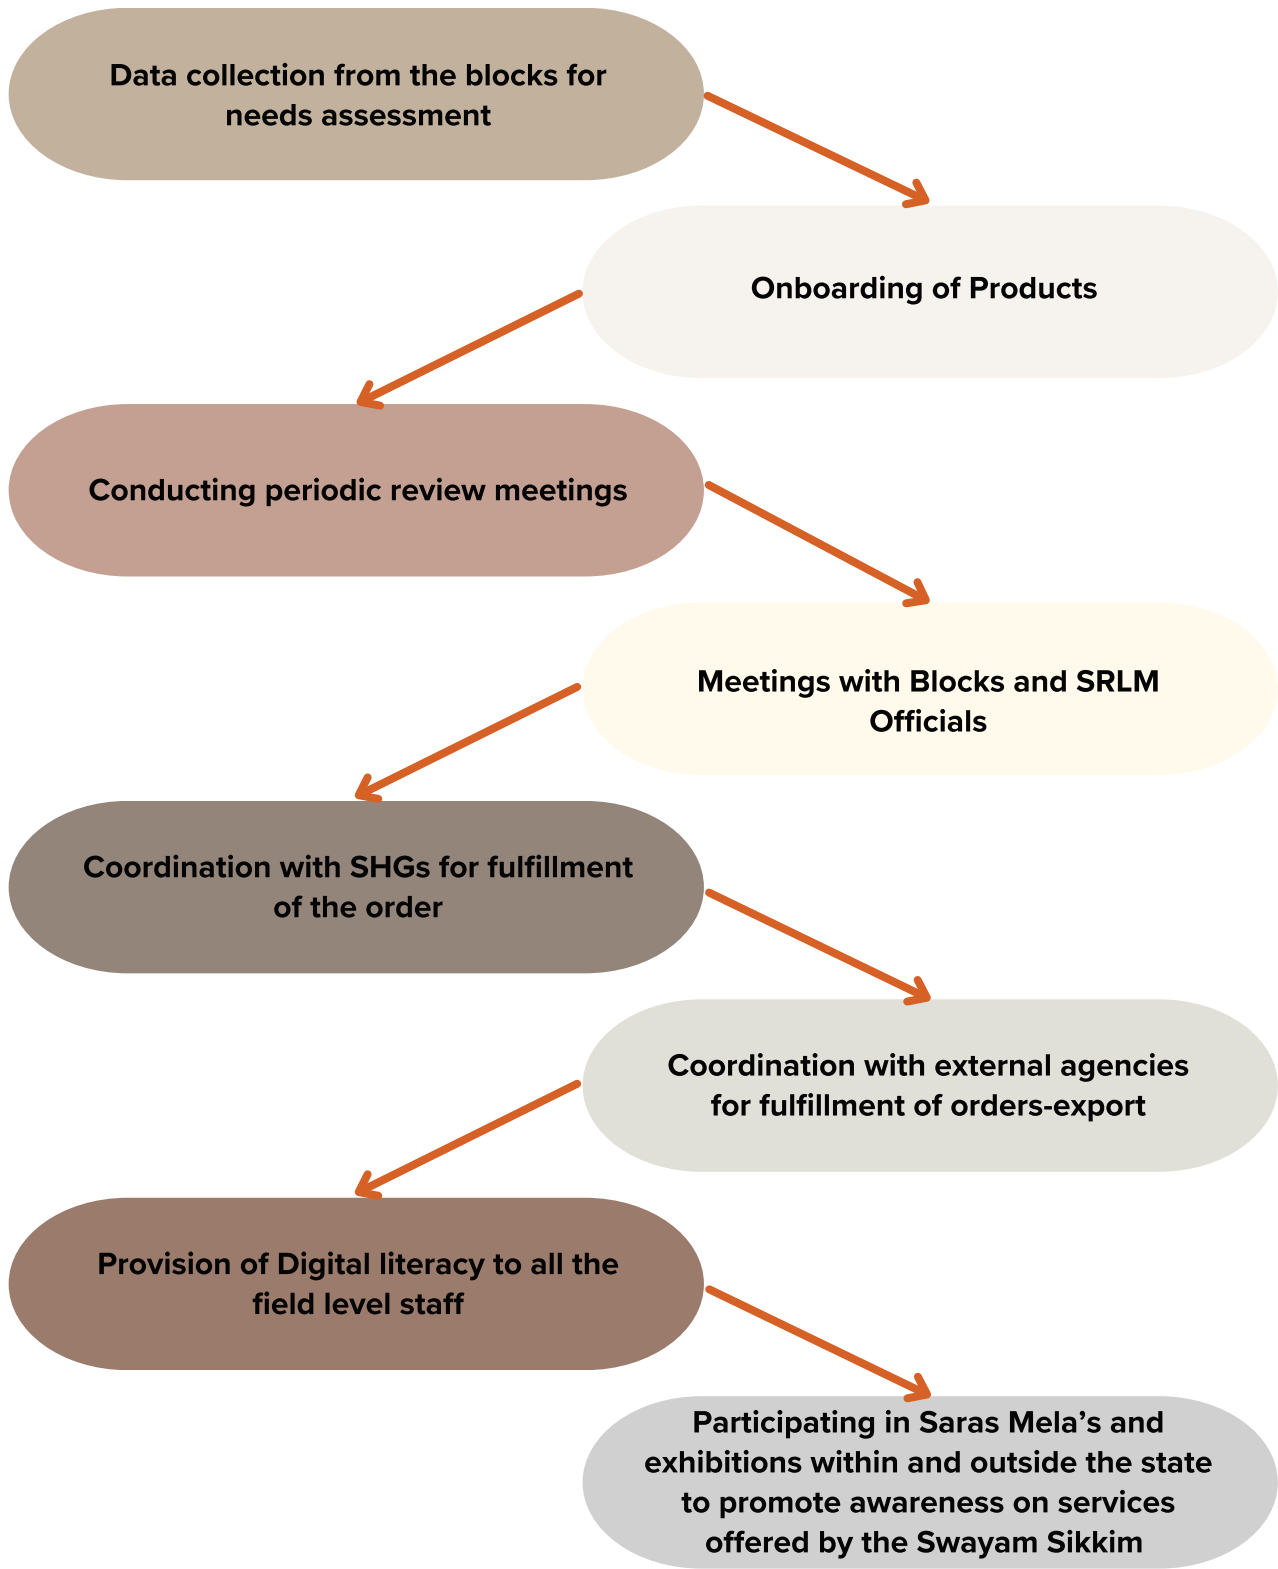 Data collection from the blocks for
needs assessment
Onboarding of Products
Conducting periodic review meetings
Meetings with Blocks and SRLM
Officials
Coordination with SHGs for fulfillment
of the order
Coordination with external agencies
for fulfillment of orders-export
Provision of Digital literacy to all the
field level staff
Participating in Saras Mela’s and
exhibitions within and outside the state
to promote awareness on services
offered by the Swayam Sikkim